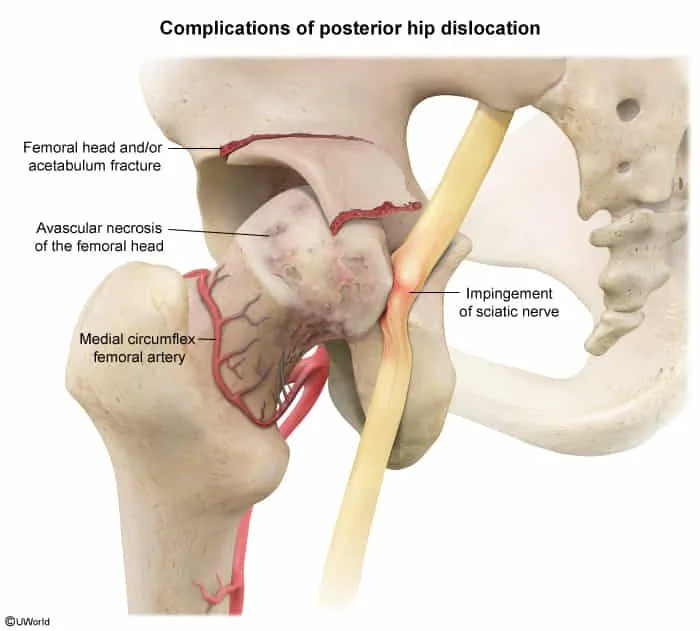 Complications of posterior hip dislocation
Femoral head and/or
acetabulum fracture
Avascular necrosis
of the femoral head
Impingement
of sciatic nerve
Medial circumflex
femoral artery
©UWorld